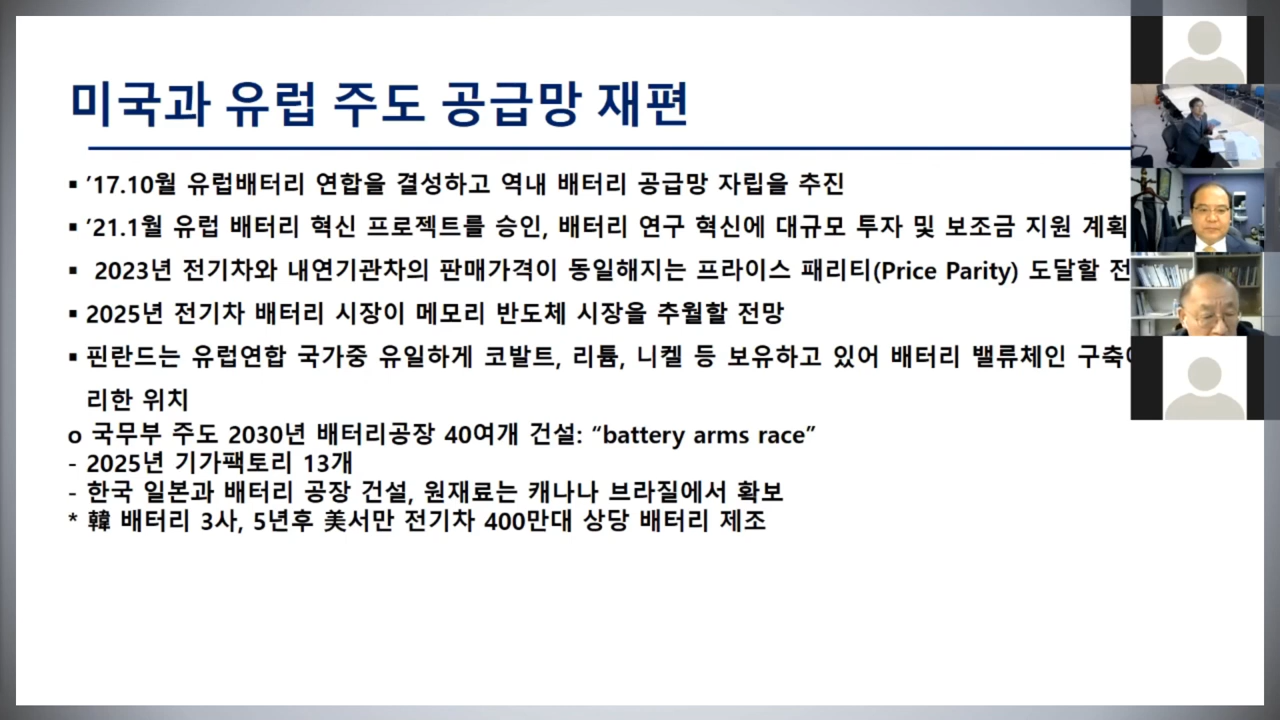 미국과 유럽 주도 공급망 재편
▪ ’17.10월 유럽배터리 연합을 결성하고 역내 배터리 공급망 자립을 추진
▪ ’21.1월 유럽 배터리 혁신 프로젝트를 승인, 배터리 연구 혁신에 대규모 투자 및 보조금 지원 계획
▪ 2023년 전기차와 내연기관차의 판매가격이 동일해지는 프라이스 패리티(Price Parity) 도달할 전
▪ 2025년 전기차 배터리 시장이 메모리 반도체 시장을 추월할 전망
▪ 핀란드는 유럽연합 국가중 유일하게 코발트, 리튬, 니켈 등 보유하고 있어 배터리 밸류체인 구축
리한 위치
o 국무부 주도 2030년 배터리공장 40여개 건설: “battery arms race”
- 2025년 기가팩토리 13개
- 한국 일본과 배터리 공장 건설, 원재료는 캐나나 브라질에서 확보
* 韓 배터리 3사, 5년후 美서만 전기차 400만대 상당 배터리 제조